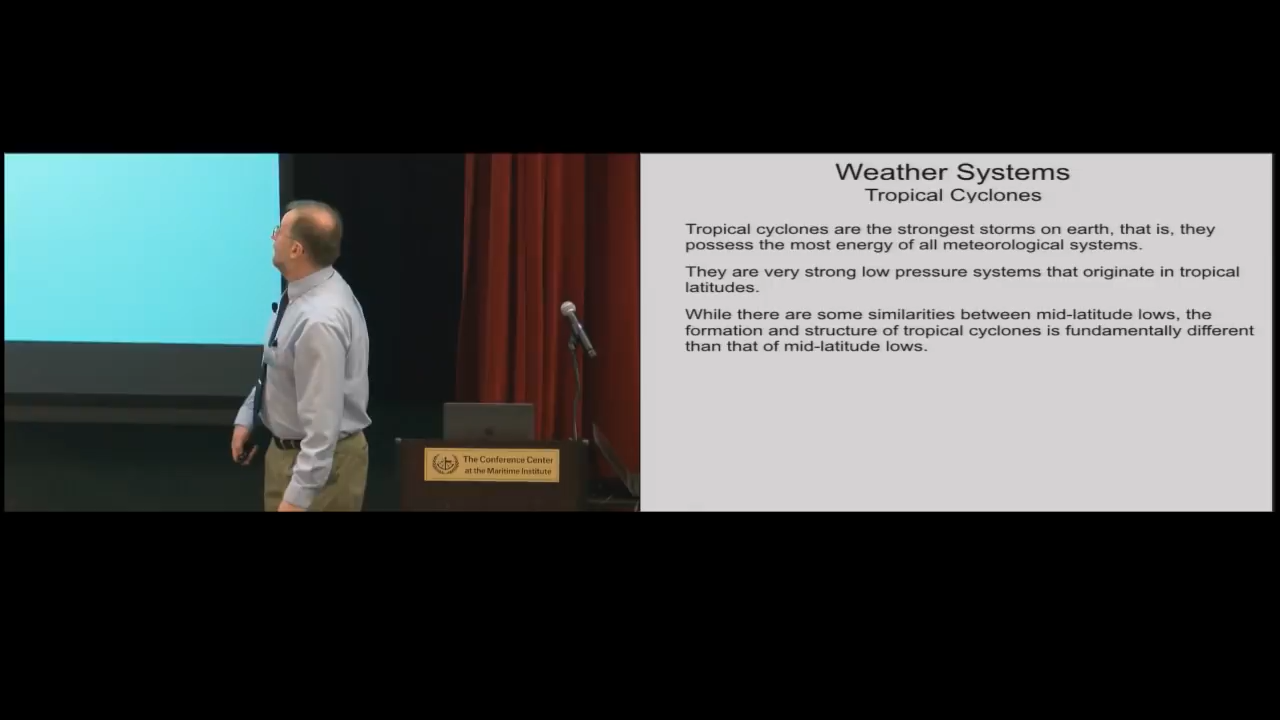 Weather Systems
Tropical Cyclones
Tropical cyclones are the strongest storms on earth, that is, they
possess the most energy of all meteorological systems.
They are very strong low pressure systems that originate in tropical
latitudes.
While there are some similarities between mid-latitude lows, the
formation and structure of tropical cyclones is fundamentally different
than that of mid-latitude lows.
The Conference Center
at the Maritime Institute